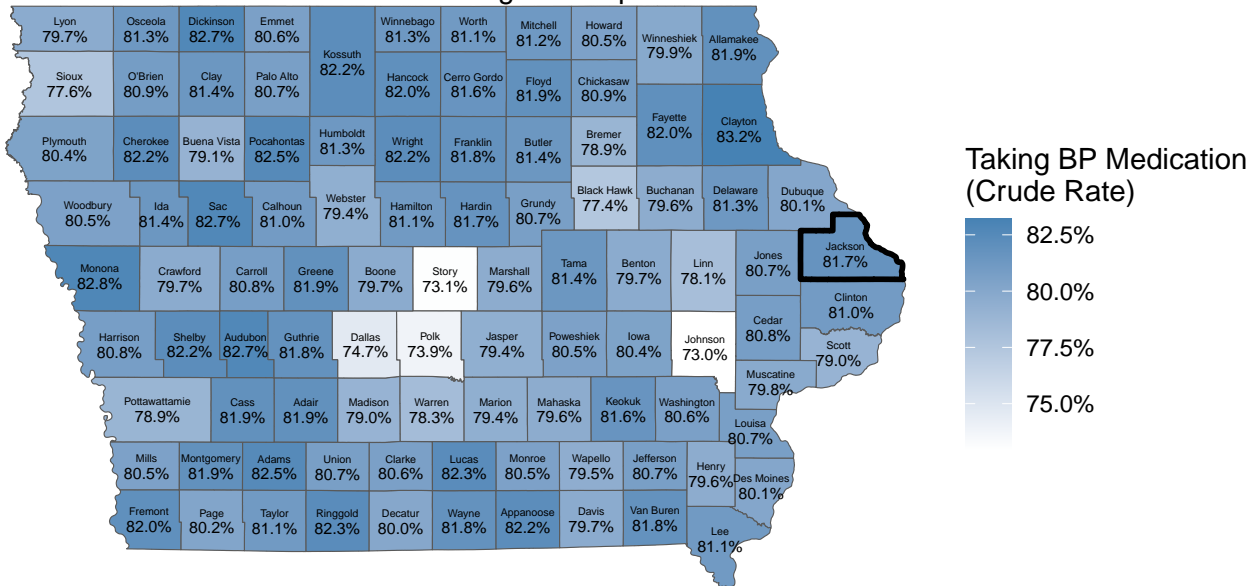 Lyon
79.7%
Osceola
81.3%
Dickinson
82.7%
Emmet
80.6%
Kossuth
82.2%
Winnebago
81.3%
Worth
81.1%
Mitchell
81.2%
Howard
80.5%
Winneshiek
79.9%
Allamakee
81.9%
Sioux
77.6%
O'Brien
80.9%
Clay
81.4%
Palo Alto
80.7%
Hancock
82.0%
Cerro Gordo
81.6%
Floyd
81.9%
Chickasaw
80.9%
Fayette
82.0%
Clayton
83.2%
Plymouth
80.4%
Cherokee
82.2%
Buena Vista
79.1%
Pocahontas
82.5%
Humboldt
81.3%
Wright
82.2%
Franklin
81.8%
Butler
81.4%
Bremer
78.9%
Woodbury
80.5%
Ida
81.4%
Sac
82.7%
Calhoun
81.0%
Webster
79.4%
Hamilton
81.1%
Hardin
81.7%
Grundy
80.7%
Black Hawk
77.4%
Buchanan
79.6%
Delaware
81.3%
Dubuque
80.1%
Monona
82.8%
Crawford
79.7%
Carroll
80.8%
Greene
81.9%
Boone
79.7%
Story
73.1%
Marshall
79.6%
Tama
81.4%
Benton
79.7%
Linn
78.1%
Jones
80.7%
Jackson
81.7%
Clinton
81.0%
Harrison
80.8%
Shelby
82.2%
Audubon
82.7%
Guthrie
81.8%
Dallas
74.7%
Polk
73.9%
Jasper
79.4%
Poweshiek
80.5%
Iowa
80.4%
Johnson
73.0%
Cedar
80.8%
Scott
79.0%
Muscatine
79.8%
Pottawattamie
78.9%
Cass
81.9%
Adair
81.9%
Madison
79.0%
Warren
78.3%
Marion
79.4%
Mahaska
79.6%
Keokuk
81.6%
Washington
80.6%
Louisa
80.7%
Mills
80.5%
Montgomery
81.9%
Adams
82.5%
Union
80.7%
Clarke
80.6%
Lucas
82.3%
Monroe
80.5%
Wapello
79.5%
Jefferson
80.7%
Henry
79.6%
Des Moines
80.1%
Fremont
82.0%
Page
80.2%
Taylor
81.1%
Ringgold
82.3%
Decatur
80.0%
Wayne
81.8%
Appanoose
82.2%
Davis
79.7%
Van Buren
81.8%
Lee
81.1%
Taking BP Medication
(Crude Rate)
82.5%
80.0%
77.5%
75.0%